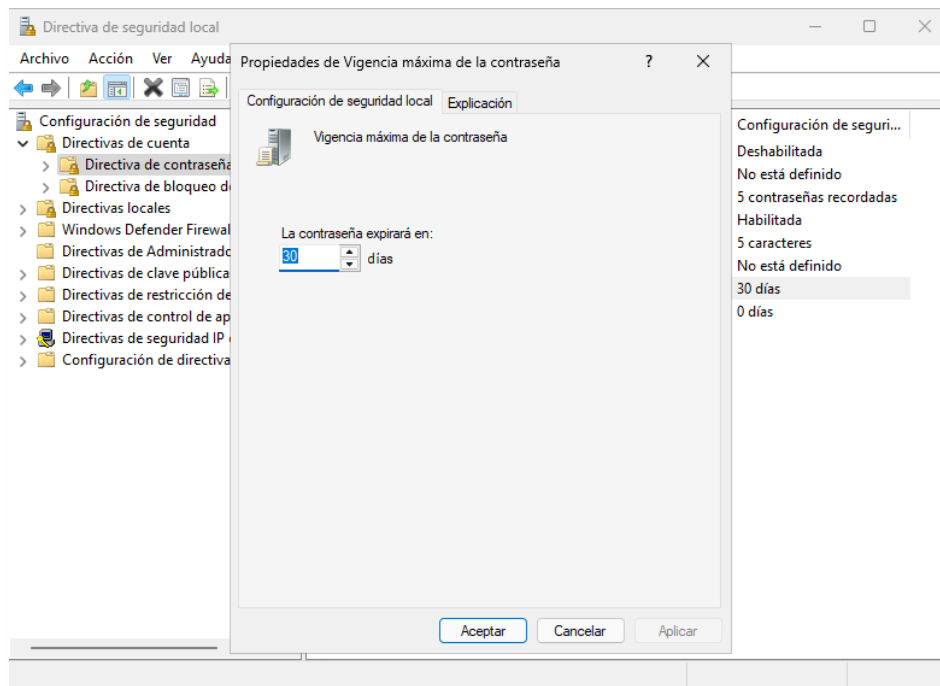 Directiva de seguridad local
Archivo Acción Ver Ayuda
Propiedades de Vigencia máxima de la contraseña ?
Configuración de seguridad local Explicación
Vigencia máxima de la contraseña
La contraseña expirará en:
30 días
Aceptar Cancelar Aplicar
Configuración de seguridad
Directivas de cuenta
Directiva de contraseña
Directiva de bloqueo d
Directivas locales
Windows Defender Firewal
Directivas de Administrado
Directivas de clave pública
Directivas de restricción de
Directivas de control de ap
Directivas de seguridad IP
Configuración de directiva
Configuración de seguri...
Deshabilitada
No está definido
5 contraseñas recordadas
Habilitada
5 caracteres
No está definido
30 días
0 días